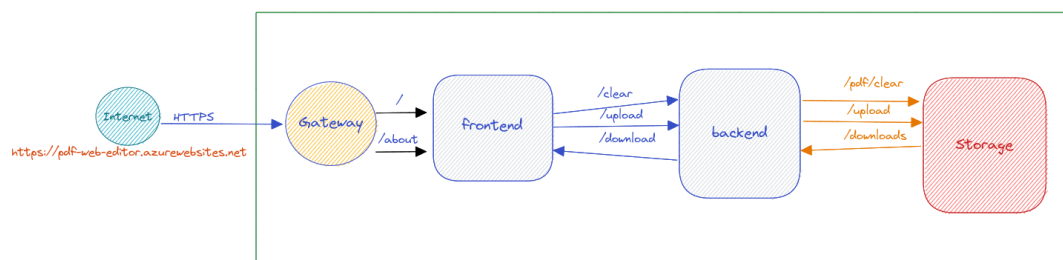 Internet
HTTPS
https://pdf-web-editor.azurewebsites.net
Gateway
/
/about
frontend
/clear
/upload
/download
backend
/pdf/clear
/upload
/downloads
Storage